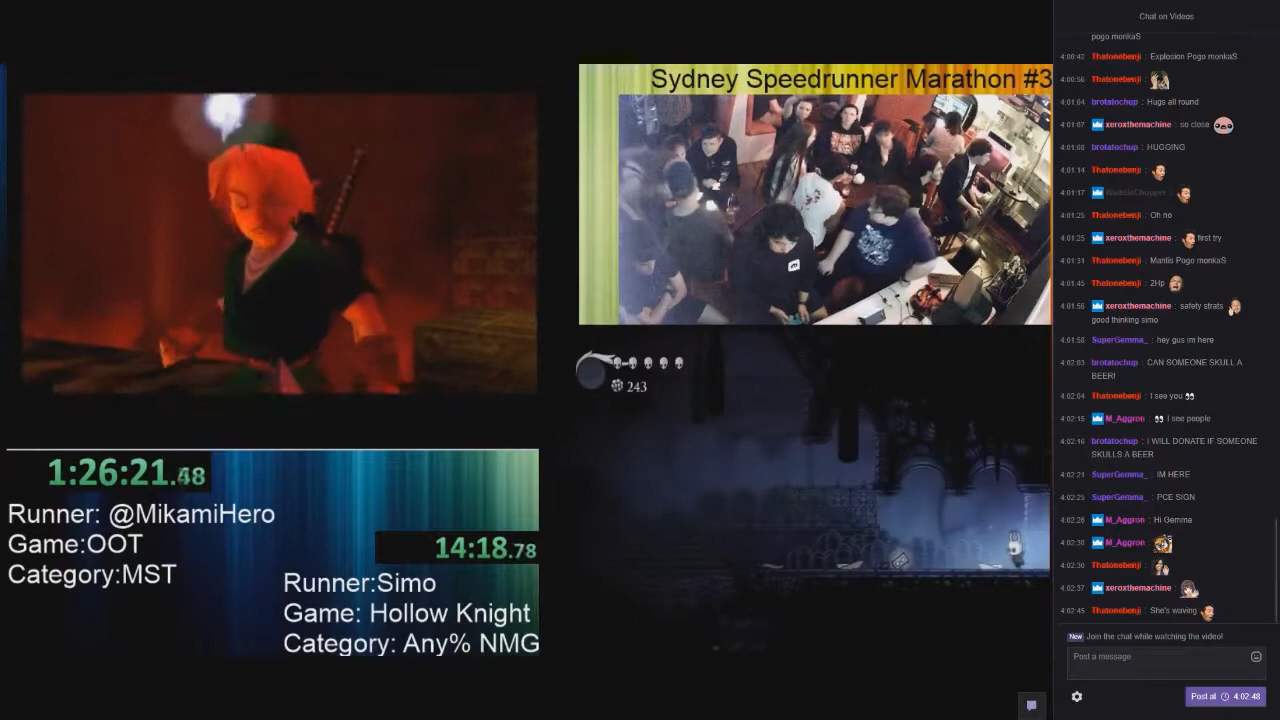 Sydney Speedrunner Marathon #3
243
1:26:21.48
Runner: @MikamiHero
Game:OOT
Category:MST
14:18.78
Runner:Simo
Game: Hollow Knight
Category: Any% NMG
Chat on Videos
pogo monkaS
4:00:42 Thatonebenji : Explosion Pogo monkaS
4:00:56 Thatonebenji :
4:01:04 brotatochup : Hugs all round
4:01:07 xeroxthemachine : so close
4:01:08 brotatochup : HUGGING
4:01:14 Thatonebenji :
4:01:17
4:01:25 Thatonebenji : Oh no
4:01:25 xeroxthemachine : first try
4:01:31 Thatonebenji : Mantis Pogo monkaS
4:01:45 Thatonebenji : 2Hp
4:01:56 xeroxthemachine : safety strats
good thinking simo
4:01:58 SuperGemma_ : hey gus im here
4:02:03 brotatochup : CAN SOMEONE SKULL A
BEER!
4:02:04 Thatonebenji : I see you
4:02:15 M_Aggron : I see people
4:02:16 brotatochup : I WILL DONATE IF SOMEONE
SKULLS A BEER
4:02:21 SuperGemma_ : IM HERE
4:02:25 SuperGemma_ : PCE SIGN
4:02:26 M_Aggron : Hi Gemma
4:02:30 M_Aggron :
4:02:30 Thatonebenji :
4:02:37 xeroxthemachine :
4:02:45 Thatonebenji : She's waving
New Join the chat while watching the video!
Post a message
Post at 4:02:48